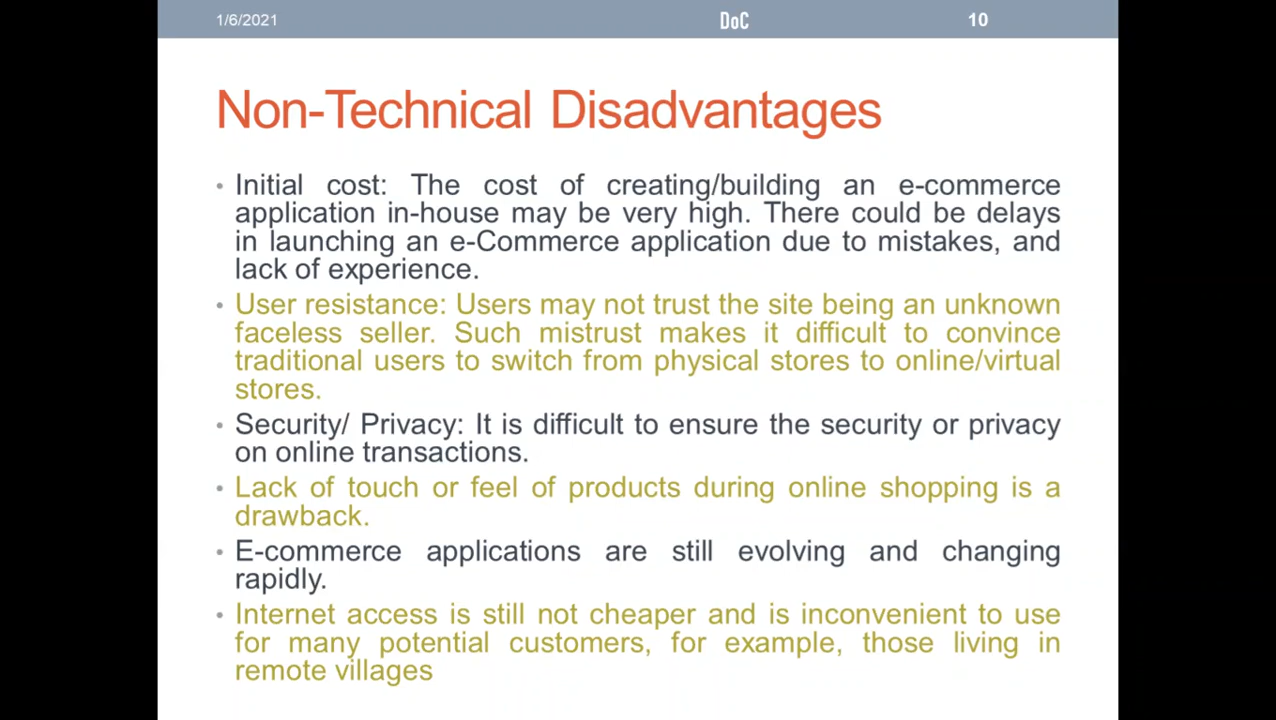 1/6/2021
DoC
10
Non-Technical Disadvantages
• Initial cost: The cost of creating/building an e-commerce
application in-house may be very high. There could be delays
in launching an e-Commerce application due to mistakes, and
lack of experience.
• User resistance: Users may not trust the site being an unknown
faceless seller. Such mistrust makes it difficult to convince
traditional users to switch from physical stores to online/virtual
stores.
• Security/ Privacy: It is difficult to ensure the security or privacy
on online transactions.
• Lack of touch or feel of products during online shopping is a
drawback.
• E-commerce applications are still evolving and changing
rapidly.
• Internet access is still not cheaper and is inconvenient to use
for many potential customers, for example, those living in
remote villages